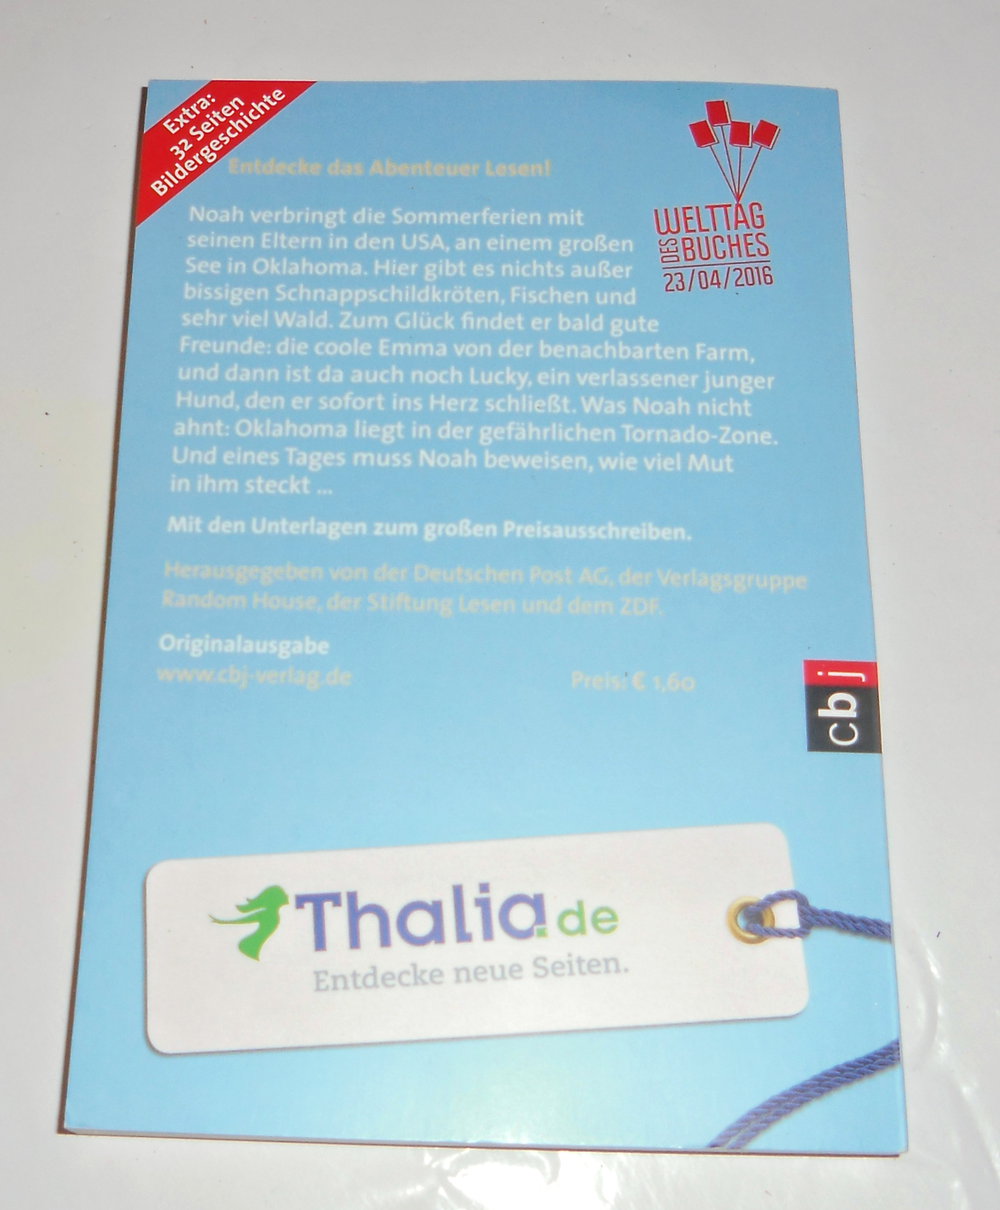 Extra:
32 Seiten
Bildergeschichte
Entdecke das Abenteuer Lesen!
WELTTAG
DES
BUCHES
23/04/2016
Noah verbringt die Sommerferien mit
seinen Eltern in den USA, an einem großen
See in Oklahoma. Hier gibt es nichts außer
bissigen Schnappschildkröten, Fischen und
sehr viel Wald. Zum Glück findet er bald gute
Freunde: die coole Emma von der benachbarten Farm,
und dann ist da auch noch Lucky, ein verlassener junger
Hund, den er sofort ins Herz schließt. Was Noah nicht
ahnt: Oklahoma liegt in der gefährlichen Tornado-Zone.
Und eines Tages muss Noah beweisen, wie viel Mut
in ihm steckt ...
Mit den Unterlagen zum großen Preisausschreiben.
Herausgegeben von der Deutschen Post AG, der Verlagsgruppe
Random House, der Stiftung Lesen und dem ZDF.
Originalausgabe
www.cbj-verlag.de Preis: € 1,60
cbj
Thalia.de
Entdecke neue Seiten.